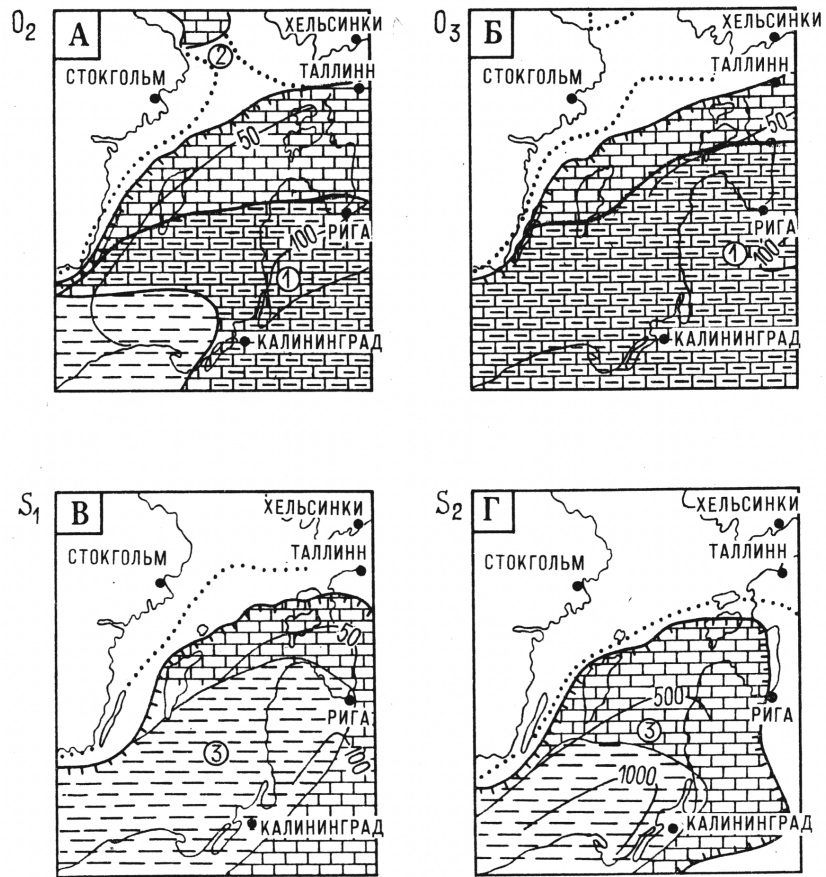 O₂
А
②
ХЕЛЬСИНКИ
СТОКГОЛЬМ
ТАЛЛИНН
50
РИГА
100
①
КАЛИНИНГРАД
O₃
Б
ХЕЛЬСИНКИ
СТОКГОЛЬМ
ТАЛЛИНН
50
РИГА
①
100
КАЛИНИНГРАД
S₁
В
ХЕЛЬСИНКИ
СТОКГОЛЬМ
ТАЛЛИНН
50
РИГА
③
100
КАЛИНИНГРАД
S₂
Г
ХЕЛЬСИНКИ
СТОКГОЛЬМ
ТАЛЛИНН
500
РИГА
③
1000
КАЛИНИНГРАД